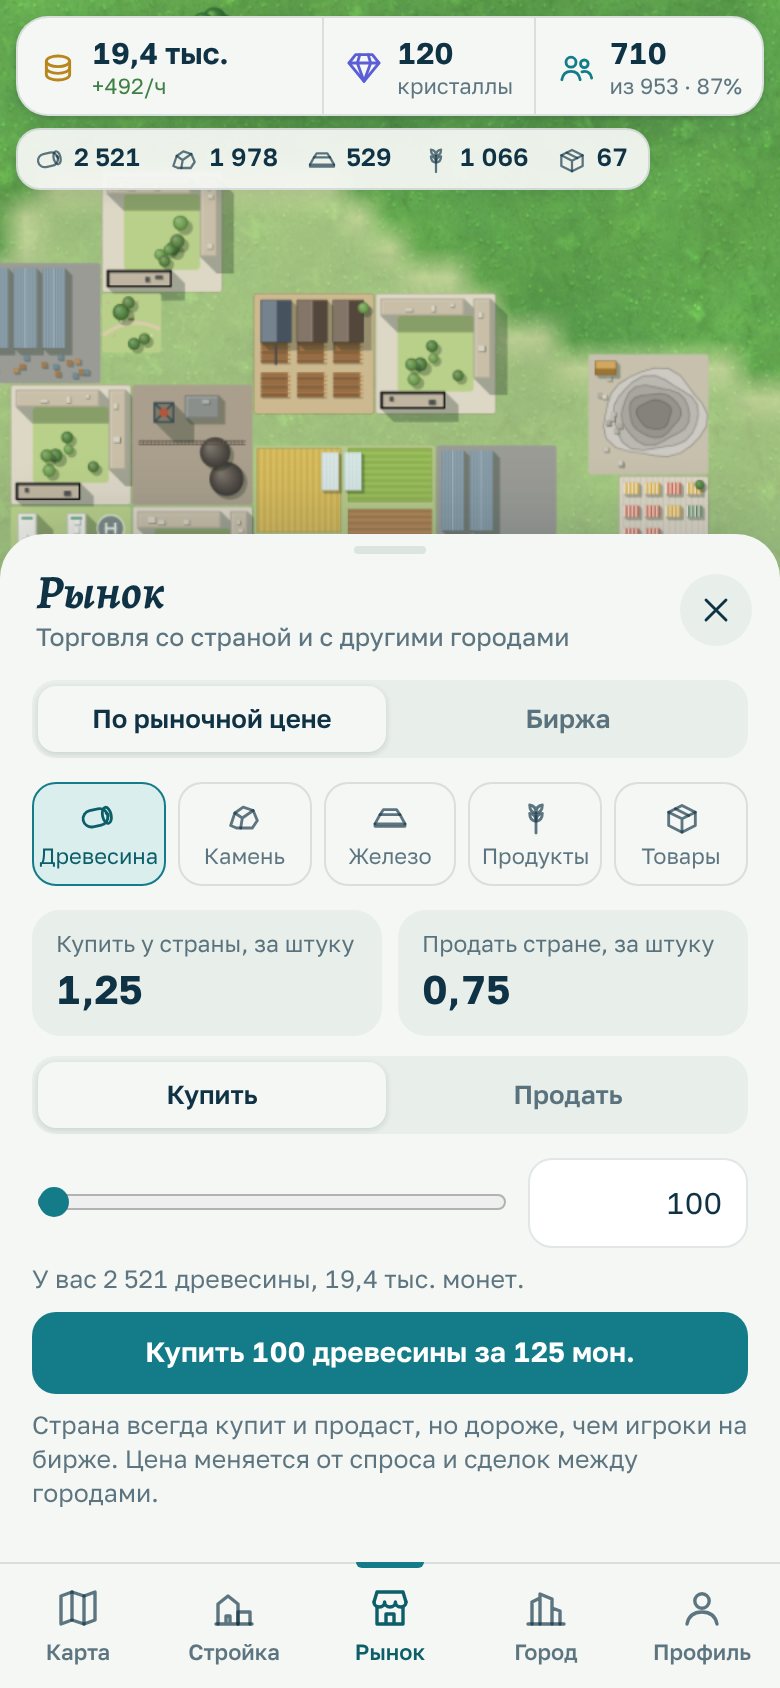 19,4 тыс.
+492/ч
120
кристаллы
710
из 953 · 87%
2 521
1 978
529
1 066
67
H
Рынок
Торговля со страной и с другими городами
По рыночной цене
Биржа
Древесина
Камень
Железо
Продукты
Товары
Купить у страны, за штуку
1,25
Продать стране, за штуку
0,75
Купить
Продать
100
У вас 2 521 древесины, 19,4 тыс. монет.
Купить 100 древесины за 125 мон.
Страна всегда купит и продаст, но дороже, чем игроки на
бирже. Цена меняется от спроса и сделок между
городами.
Карта
Стройка
Рынок
Город
Профиль